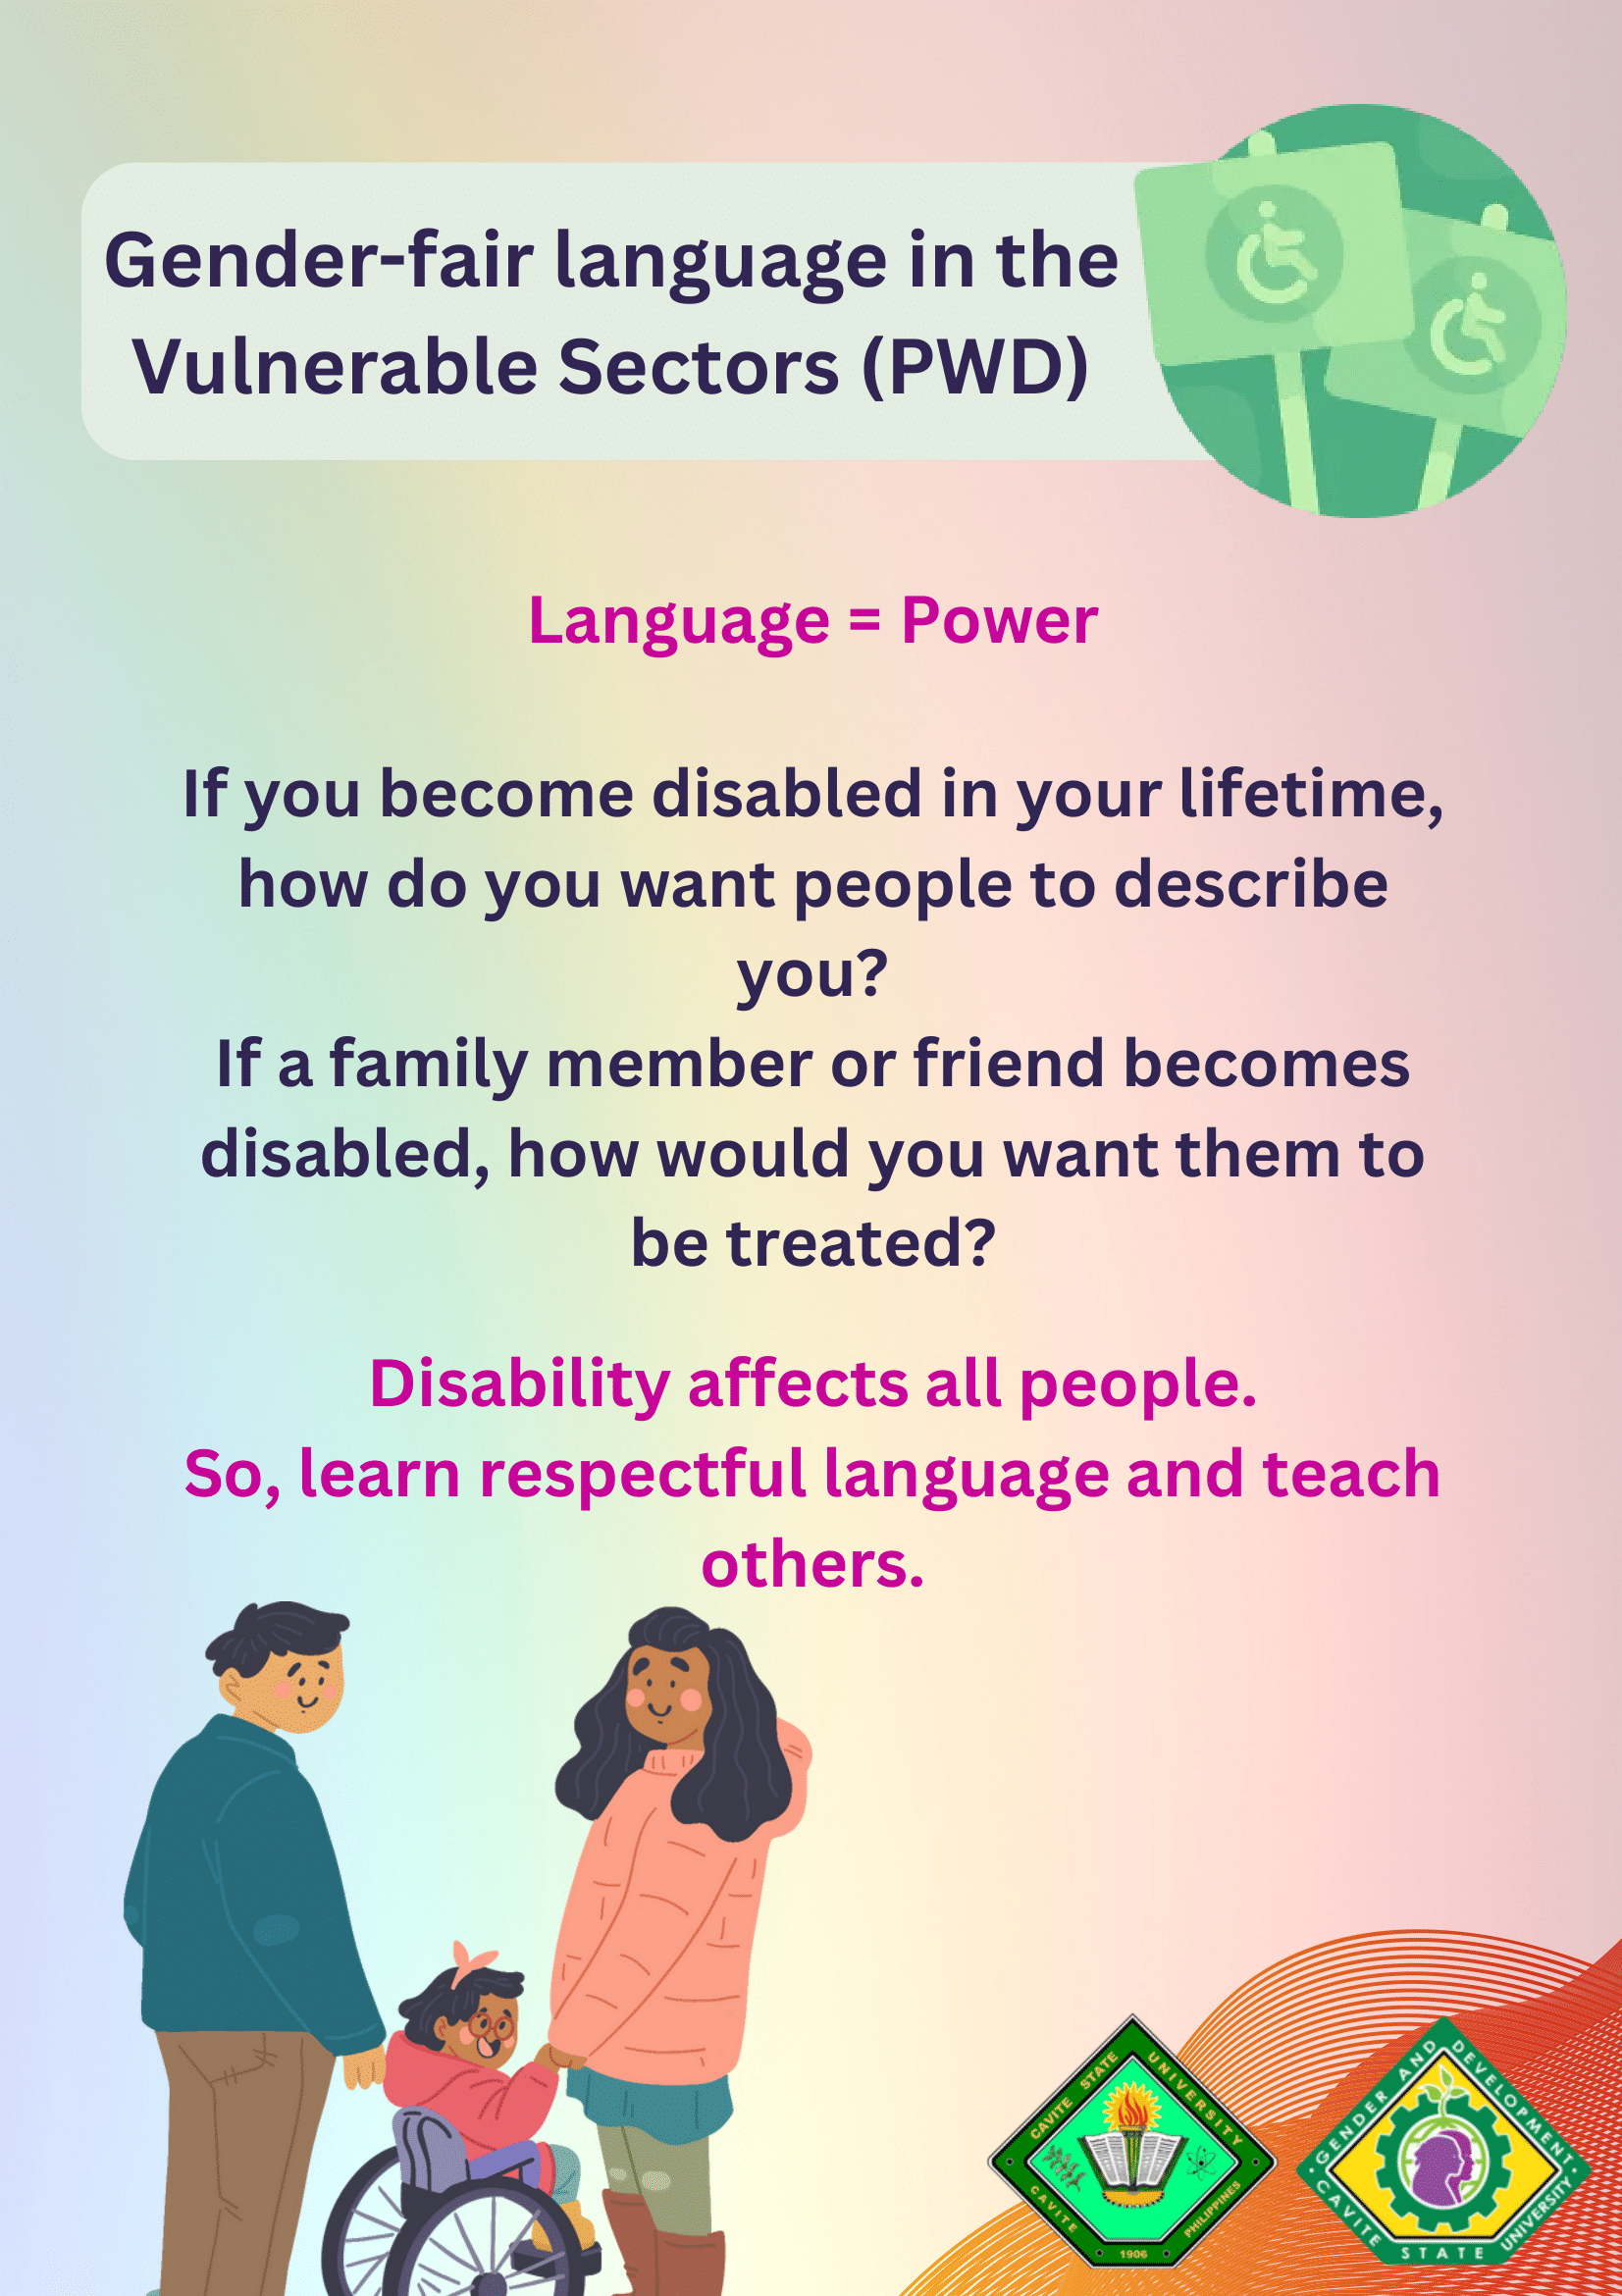 Gender-fair language in the
Vulnerable Sectors (PWD)
Language = Power
If you become disabled in your lifetime,
how do you want people to describe
you?
If a family member or friend becomes
disabled, how would you want them to
be treated?
Disability affects all people.
So, learn respectful language and teach
others.
CAVITE STATE UNIVERSITY
CAVITE PHILIPPINES
1906
GENDER AND DEVELOPMENT
CAVITE STATE UNIVERSITY